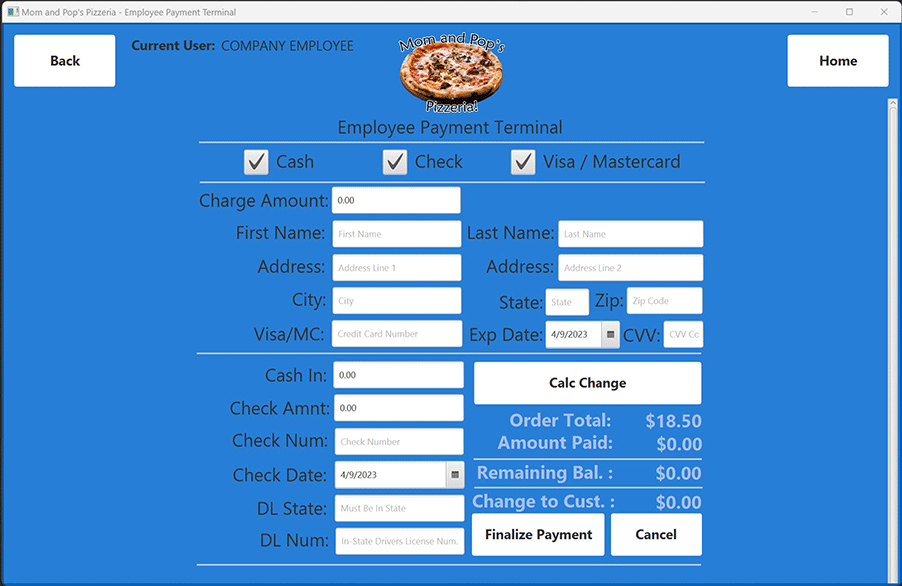 Mom and Pop's Pizzeria - Employee Payment Terminal
Back
Current User: COMPANY EMPLOYEE
Mom and Pop's
Pizzeria!
Home
Employee Payment Terminal
Cash Check Visa / Mastercard
Charge Amount: 0.00
First Name: First Name Last Name: Last Name
Address: Address Line 1 Address: Address Line 2
City: City State: State Zip: Zip Code
Visa/MC: Credit Card Number Exp Date: 4/9/2023 CVV: CVV Co
Cash In: 0.00 Calc Change
Check Amnt: 0.00 Order Total: $18.50
Check Num: Check Number Amount Paid: $0.00
Check Date: 4/9/2023 Remaining Bal. : $0.00
DL State: Must Be In State Change to Cust. : $0.00
DL Num: In-State Drivers License Num. Finalize Payment Cancel